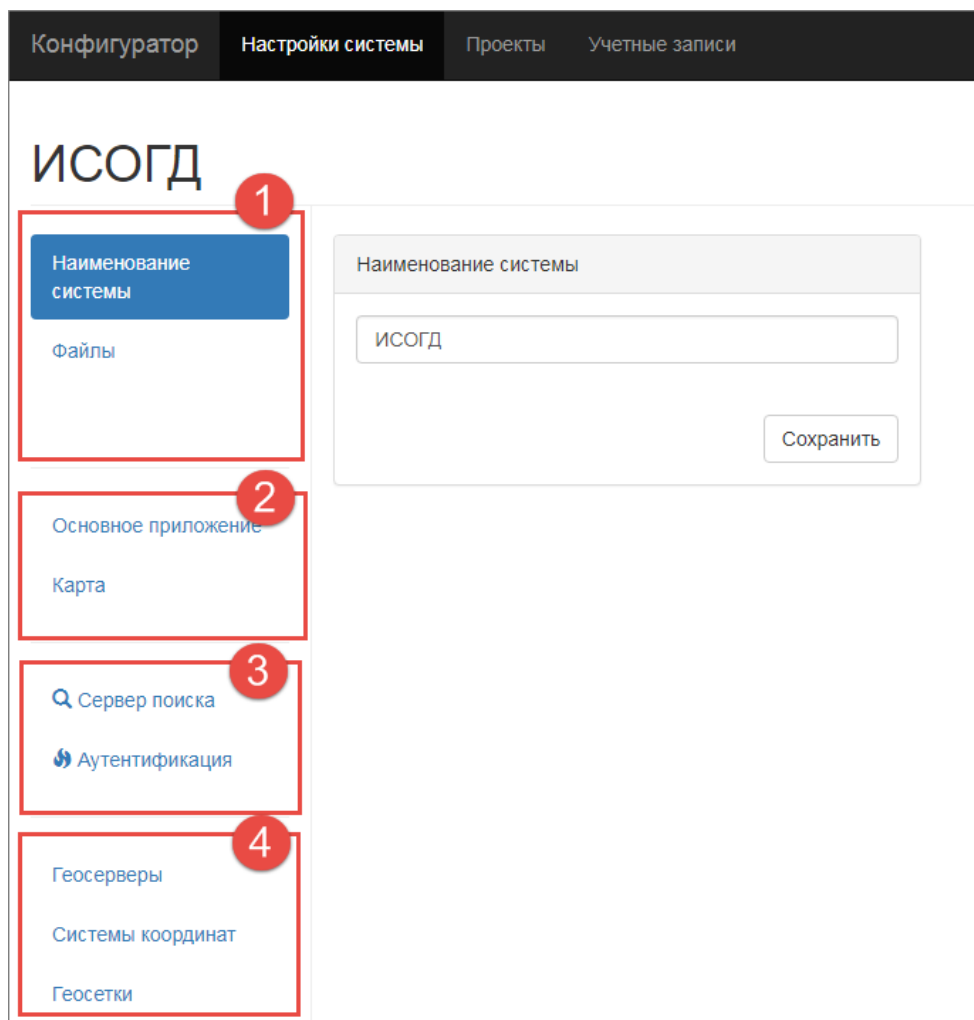 Конфигуратор Настройки системы Проекты Учетные записи
ИСОГД
1
Наименование
системы
Файлы
Наименование системы
ИСОГД
Сохранить
2
Основное приложение
Карта
3
Сервер поиска
Аутентификация
4
Геосерверы
Системы координат
Геосетки